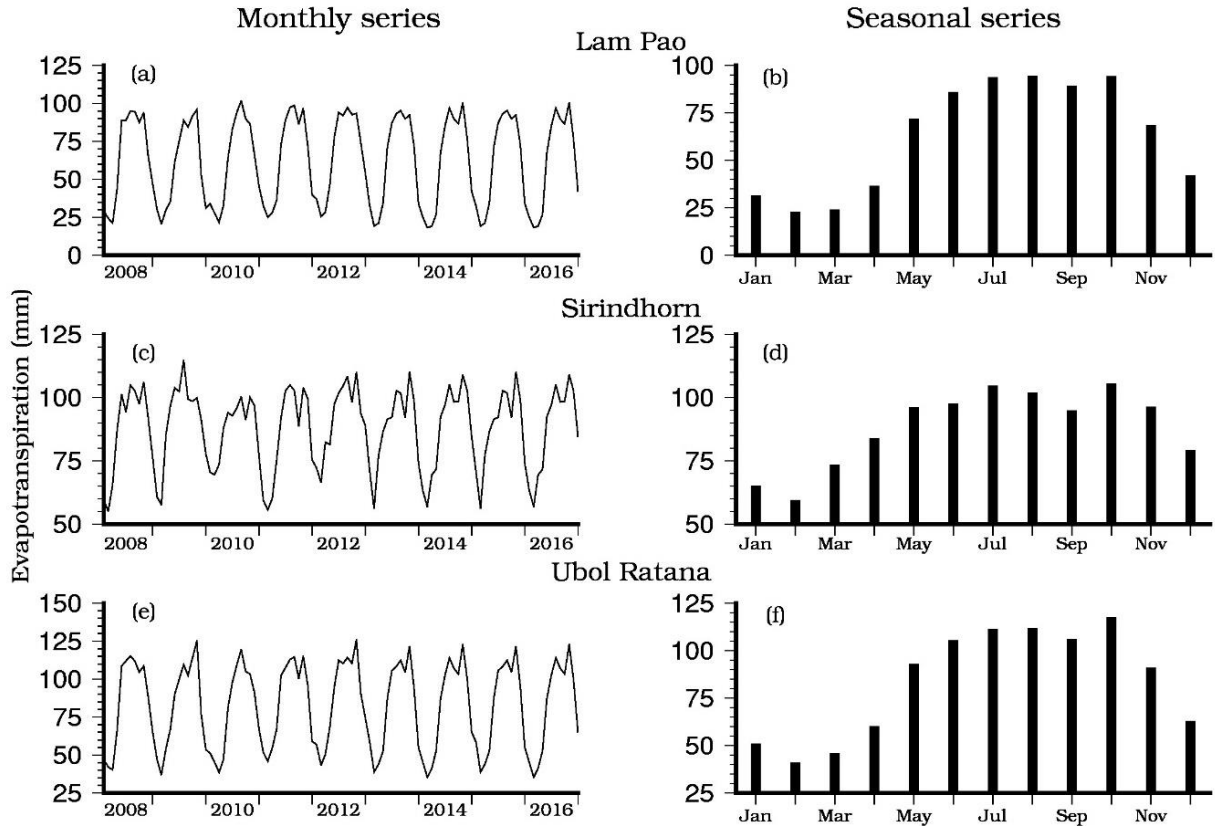 Monthly series
Seasonal series
Lam Pao
125
100
75
50
25
0
(a)
2008
2010
2012
2014
2016
100
75
50
25
0
(b)
Jan
Mar
May
Jul
Sep
Nov
Sirindhorn
Evapotranspiration (mm)
125
100
75
50
(c)
2008
2010
2012
2014
2016
125
100
75
50
(d)
Jan
Mar
May
Jul
Sep
Nov
Ubol Ratana
150
125
100
75
50
25
(e)
2008
2010
2012
2014
2016
125
100
75
50
25
(f)
Jan
Mar
May
Jul
Sep
Nov